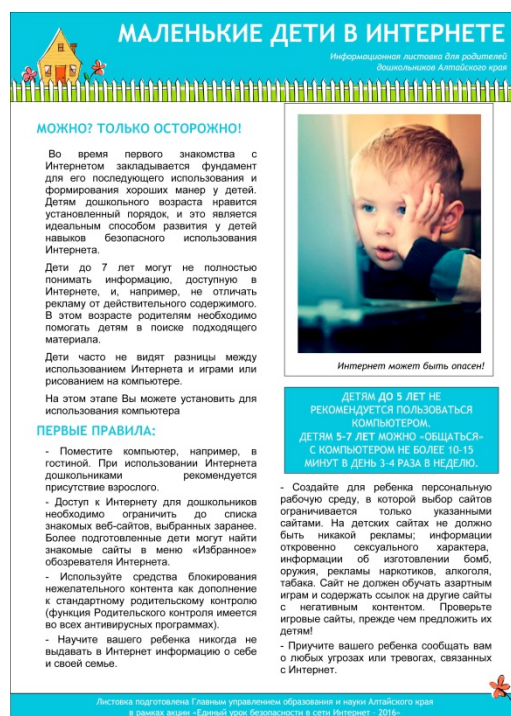 МАЛЕНЬКИЕ ДЕТИ В ИНТЕРНЕТЕ
Информационная листовка для родителей
дошкольников Алтайского края
МОЖНО? ТОЛЬКО ОСТОРОЖНО!
Во время первого знакомства с
Интернетом закладывается фундамент
для его последующего использования и
формирования хороших манер у детей.
Детям дошкольного возраста нравится
установленный порядок, и это является
идеальным способом развития у детей
навыков безопасного использования
Интернета.
Дети до 7 лет могут не полностью
понимать информацию, доступную в
Интернете, и, например, не отличать
рекламу от действительного содержимого.
В этом возрасте родителям необходимо
помогать детям в поиске подходящего
материала.
Дети часто не видят разницы между
использованием Интернета и играми или
рисованием на компьютере.
На этом этапе Вы можете установить для
использования компьютера
ПЕРВЫЕ ПРАВИЛА:
- Поместите компьютер, например, в
гостиной. При использовании Интернета
дошкольниками рекомендуется
присутствие взрослого.
- Доступ к Интернету для дошкольников
необходимо ограничить до списка
знакомых веб-сайтов, выбранных заранее.
Более подготовленные дети могут найти
знакомые сайты в меню «Избранное»
обозревателя Интернета.
- Используйте средства блокирования
нежелательного контента как дополнение
к стандартному родительскому контролю
(функция Родительского контроля имеется
во всех антивирусных программах).
- Научите вашего ребенка никогда не
выдавать в Интернет информацию о себе
и своей семье.
Интернет может быть опасен!
ДЕТЯМ ДО 5 ЛЕТ НЕ
РЕКОМЕНДУЕТСЯ ПОЛЬЗОВАТЬСЯ
КОМПЬЮТЕРОМ.
ДЕТЯМ 5-7 ЛЕТ МОЖНО «ОБЩАТЬСЯ»
С КОМПЬЮТЕРОМ НЕ БОЛЕЕ 10-15
МИНУТ В ДЕНЬ 3-4 РАЗА В НЕДЕЛЮ.
- Создайте для ребенка персональную
рабочую среду, в которой выбор сайтов
ограничивается только указанными
сайтами. На детских сайтах не должно
быть никакой рекламы; информации
откровенно сексуального характера,
информации об изготовлении бомб,
оружия, рекламы наркотиков, алкоголя,
табака. Сайт не должен обучать азартным
играм и содержать ссылок на другие сайты
с негативным контентом. Проверьте
игровые сайты, прежде чем предложить их
детям!
- Приучите вашего ребенка сообщать вам
о любых угрозах или тревогах, связанных
с Интернет.
Листовка подготовлена Главным управлением образования и науки Алтайского края
в рамках акции «Единый урок безопасности в сети Интернет - 2016»